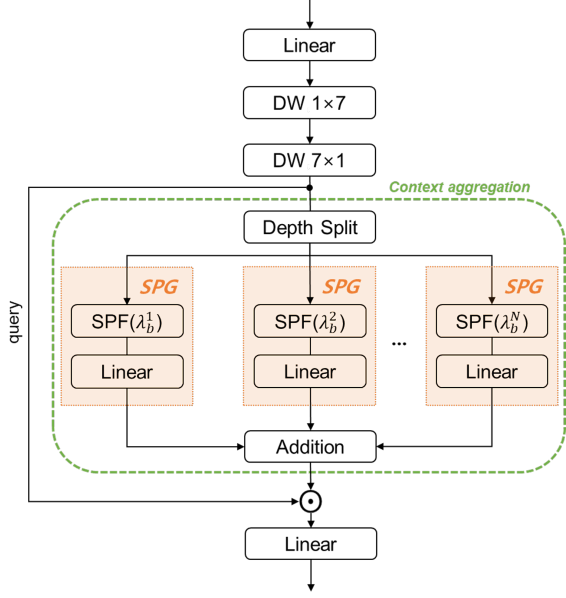 Linear
DW 1×7
DW 7×1
Context aggregation
Depth Split
query
SPG
SPF(λ_b^1)
Linear
SPG
SPF(λ_b^2)
Linear
...
SPG
SPF(λ_b^N)
Linear
Addition
Linear